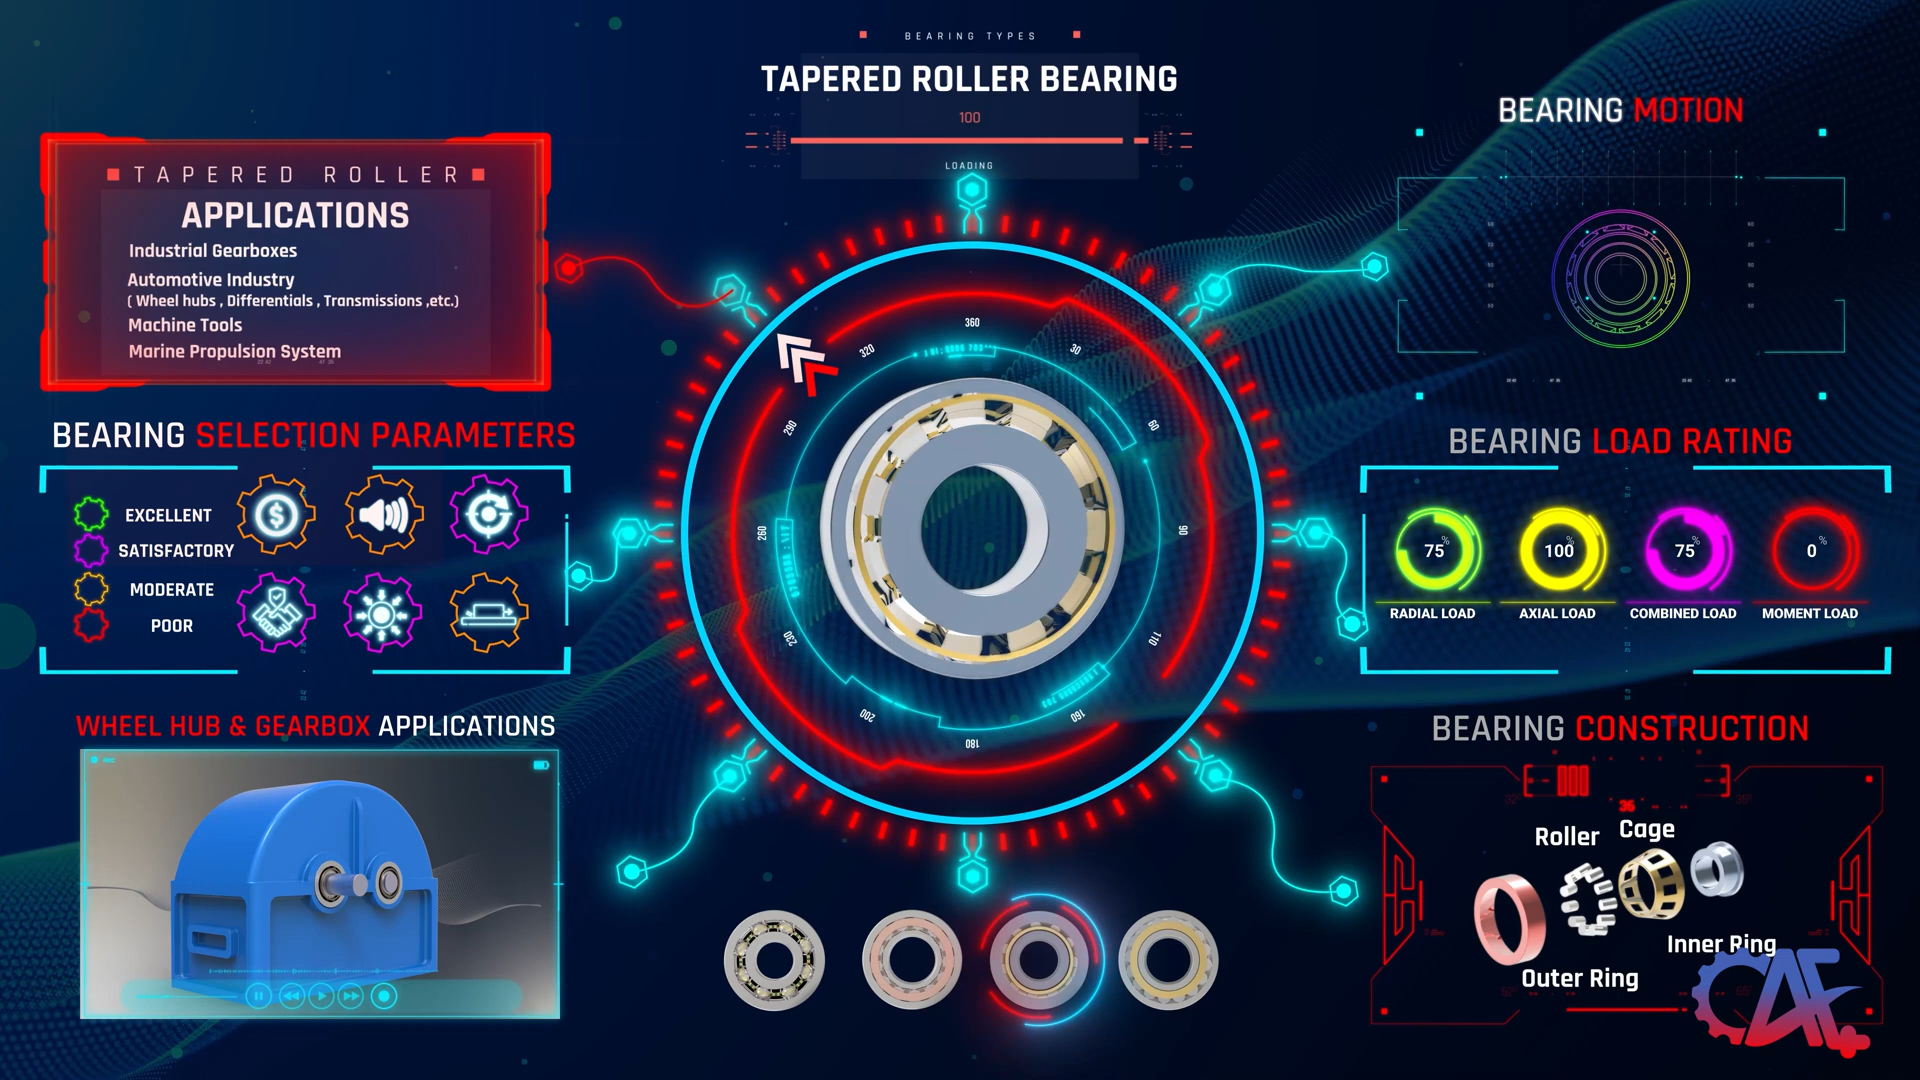 BEARING TYPES
TAPERED ROLLER BEARING
100
LOADING
TAPERED ROLLER
APPLICATIONS
Industrial Gearboxes
Automotive Industry
( Wheel hubs , Differentials , Transmissions ,etc.)
Machine Tools
Marine Propulsion System
BEARING SELECTION PARAMETERS
EXCELLENT
SATISFACTORY
MODERATE
POOR
$
WHEEL HUB & GEARBOX APPLICATIONS
360
30
60
90
110
160
180
200
230
260
290
320
BEARING MOTION
BEARING LOAD RATING
75%
100%
75%
0%
RADIAL LOAD
AXIAL LOAD
COMBINED LOAD
MOMENT LOAD
BEARING CONSTRUCTION
36
Roller
Cage
Inner Ring
Outer Ring
CAE